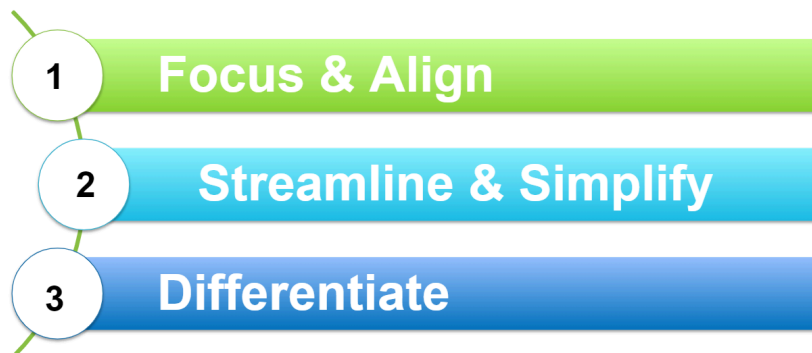 1 Focus & Align
2 Streamline & Simplify
3 Differentiate